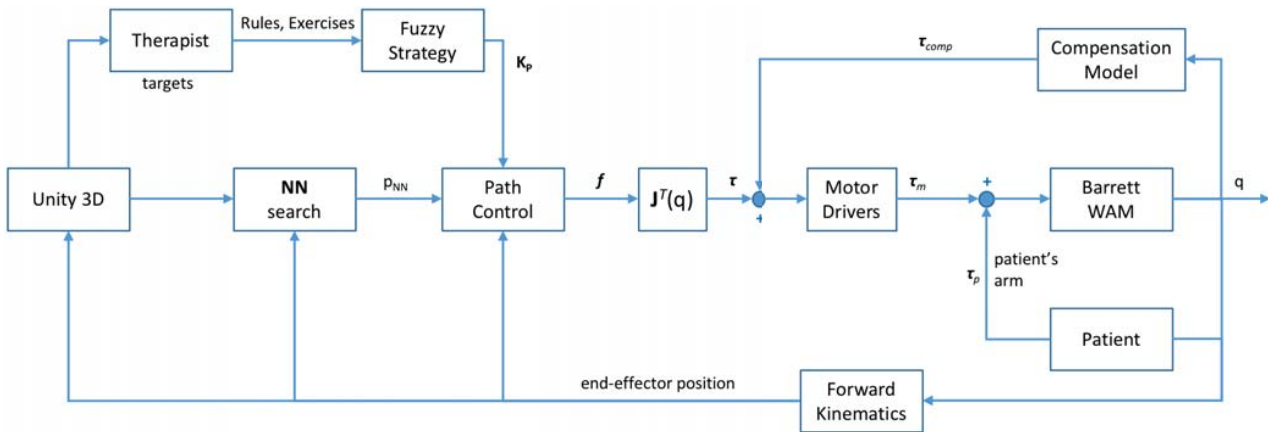 Rules, Exercises
Therapist
Fuzzy
Strategy
targets
K_P
τ_comp
Compensation
Model
Unity 3D
NN
search
p_NN
Path
Control
f
J^T(q)
τ
+
Motor
Drivers
τ_m
+
Barrett
WAM
q
τ_p
patient's
arm
Patient
end-effector position
Forward
Kinematics